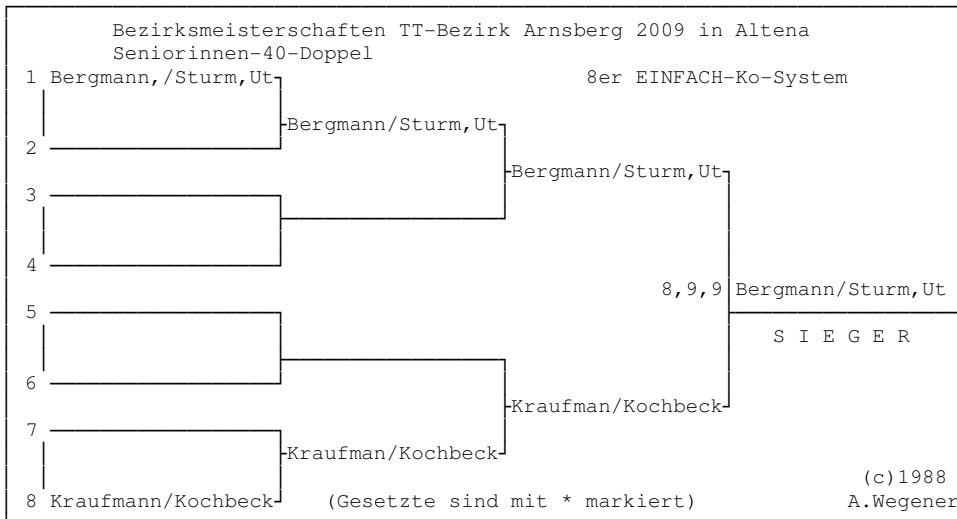 Bezirksmeisterschaften TT-Bezirk Arnsberg 2009 in Altena
Seniorinnen-40-Doppel
1 Bergmann,/Sturm,Ut 8er EINFACH-Ko-System
Bergmann/Sturm,Ut
2
Bergmann/Sturm,Ut
3
4
8,9,9 Bergmann/Sturm,Ut
5
S I E G E R
6
Kraufman/Kochbeck
7
Kraufman/Kochbeck
(c)1988
8 Kraufmann/Kochbeck (Gesetzte sind mit * markiert) A.Wegener